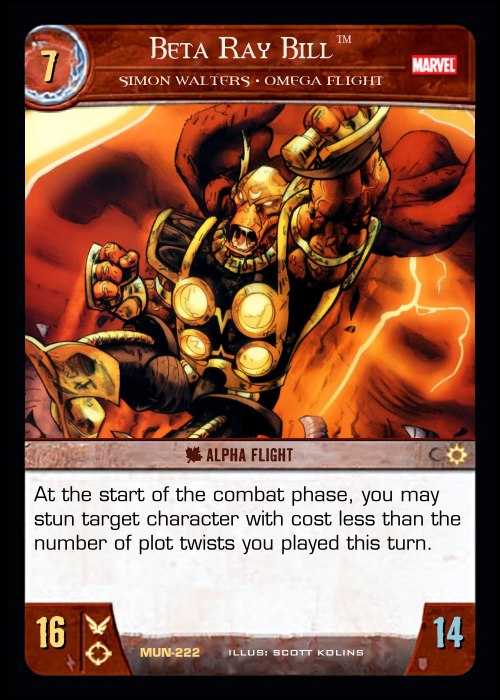 7
BETA RAY BILL™
MARVEL
SIMON WALTERS • OMEGA FLIGHT
ALPHA FLIGHT
C
At the start of the combat phase, you may
stun target character with cost less than the
number of plot twists you played this turn.
16
MUN-222 ILLUS: SCOTT KOLINS
14